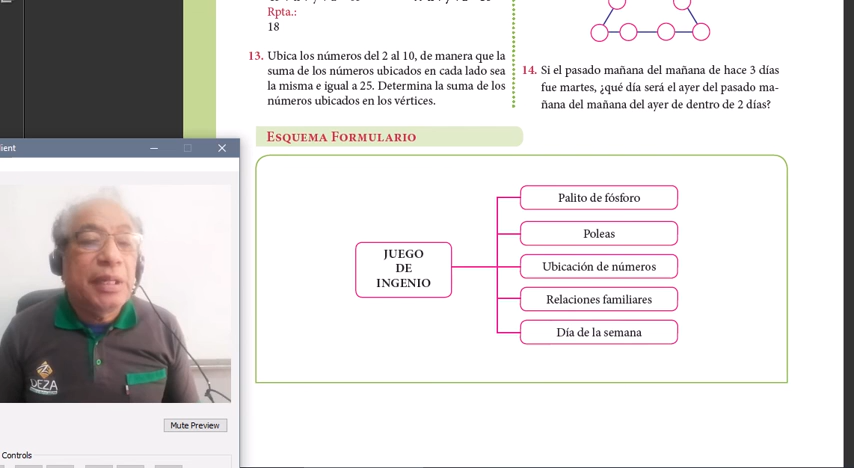 Rpta.:
18
13. Ubica los números del 2 al 10, de manera que la
suma de los números ubicados en cada lado sea
la misma e igual a 25. Determina la suma de los
números ubicados en los vértices.
14. Si el pasado mañana del mañana de hace 3 días
fue martes, ¿qué día será el ayer del pasado ma-
ñana del mañana del ayer de dentro de 2 días?
ESQUEMA FORMULARIO
JUEGO
DE
INGENIO
Palito de fósforo
Poleas
Ubicación de números
Relaciones familiares
Día de la semana
lient
DEZA
Mute Preview
Controls